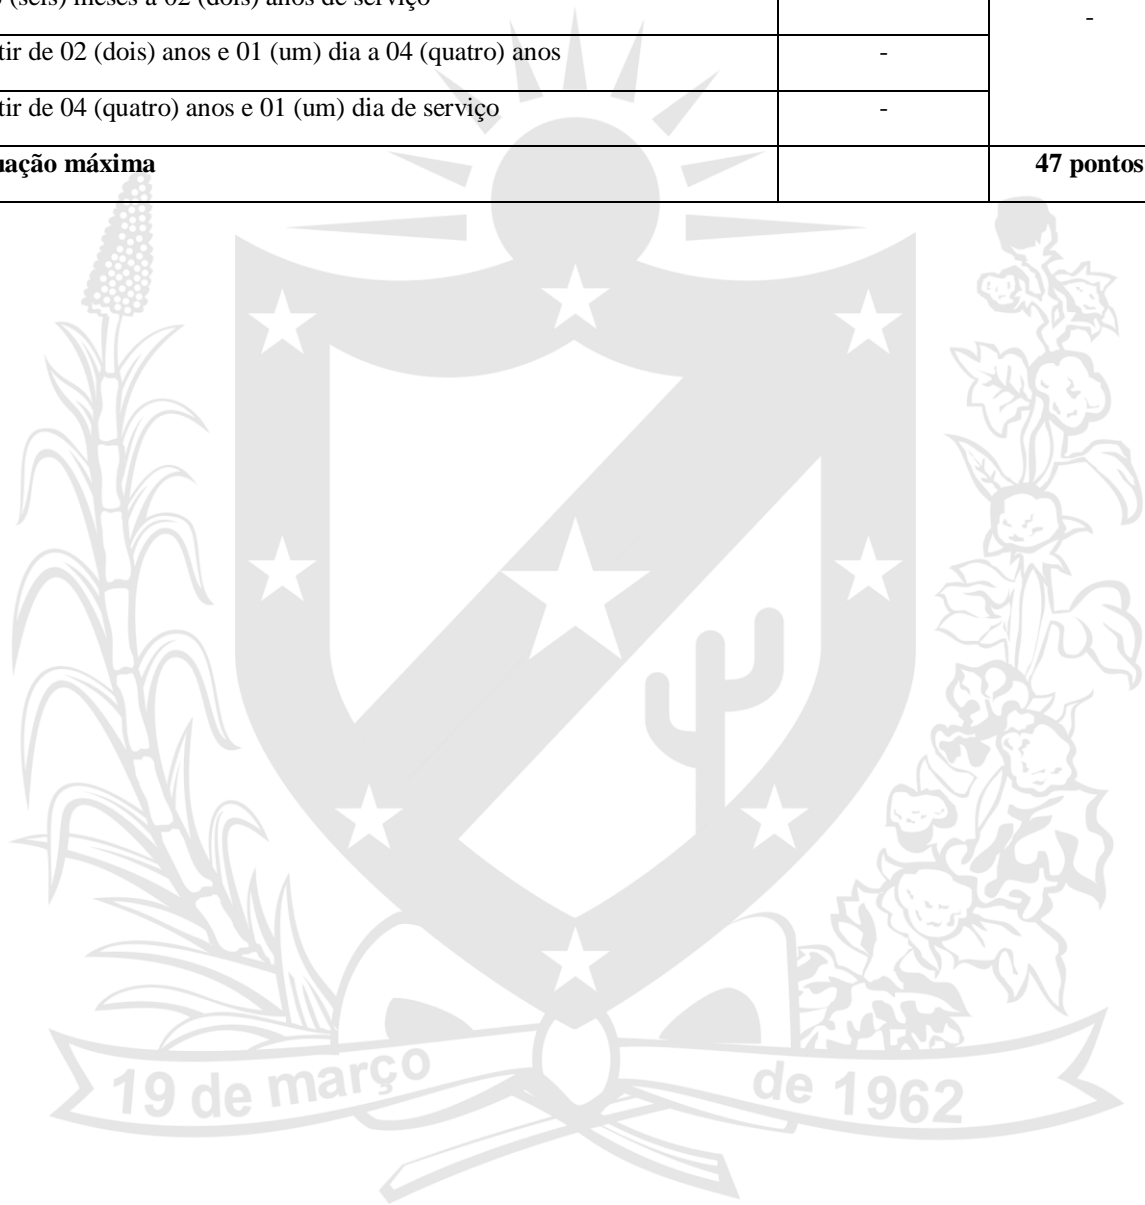 (seis) meses a 02 (dois) anos de serviço
-
tir de 02 (dois) anos e 01 (um) dia a 04 (quatro) anos
-
tir de 04 (quatro) anos e 01 (um) dia de serviço
-
uação máxima
47 pontos
19 de março
de 1962